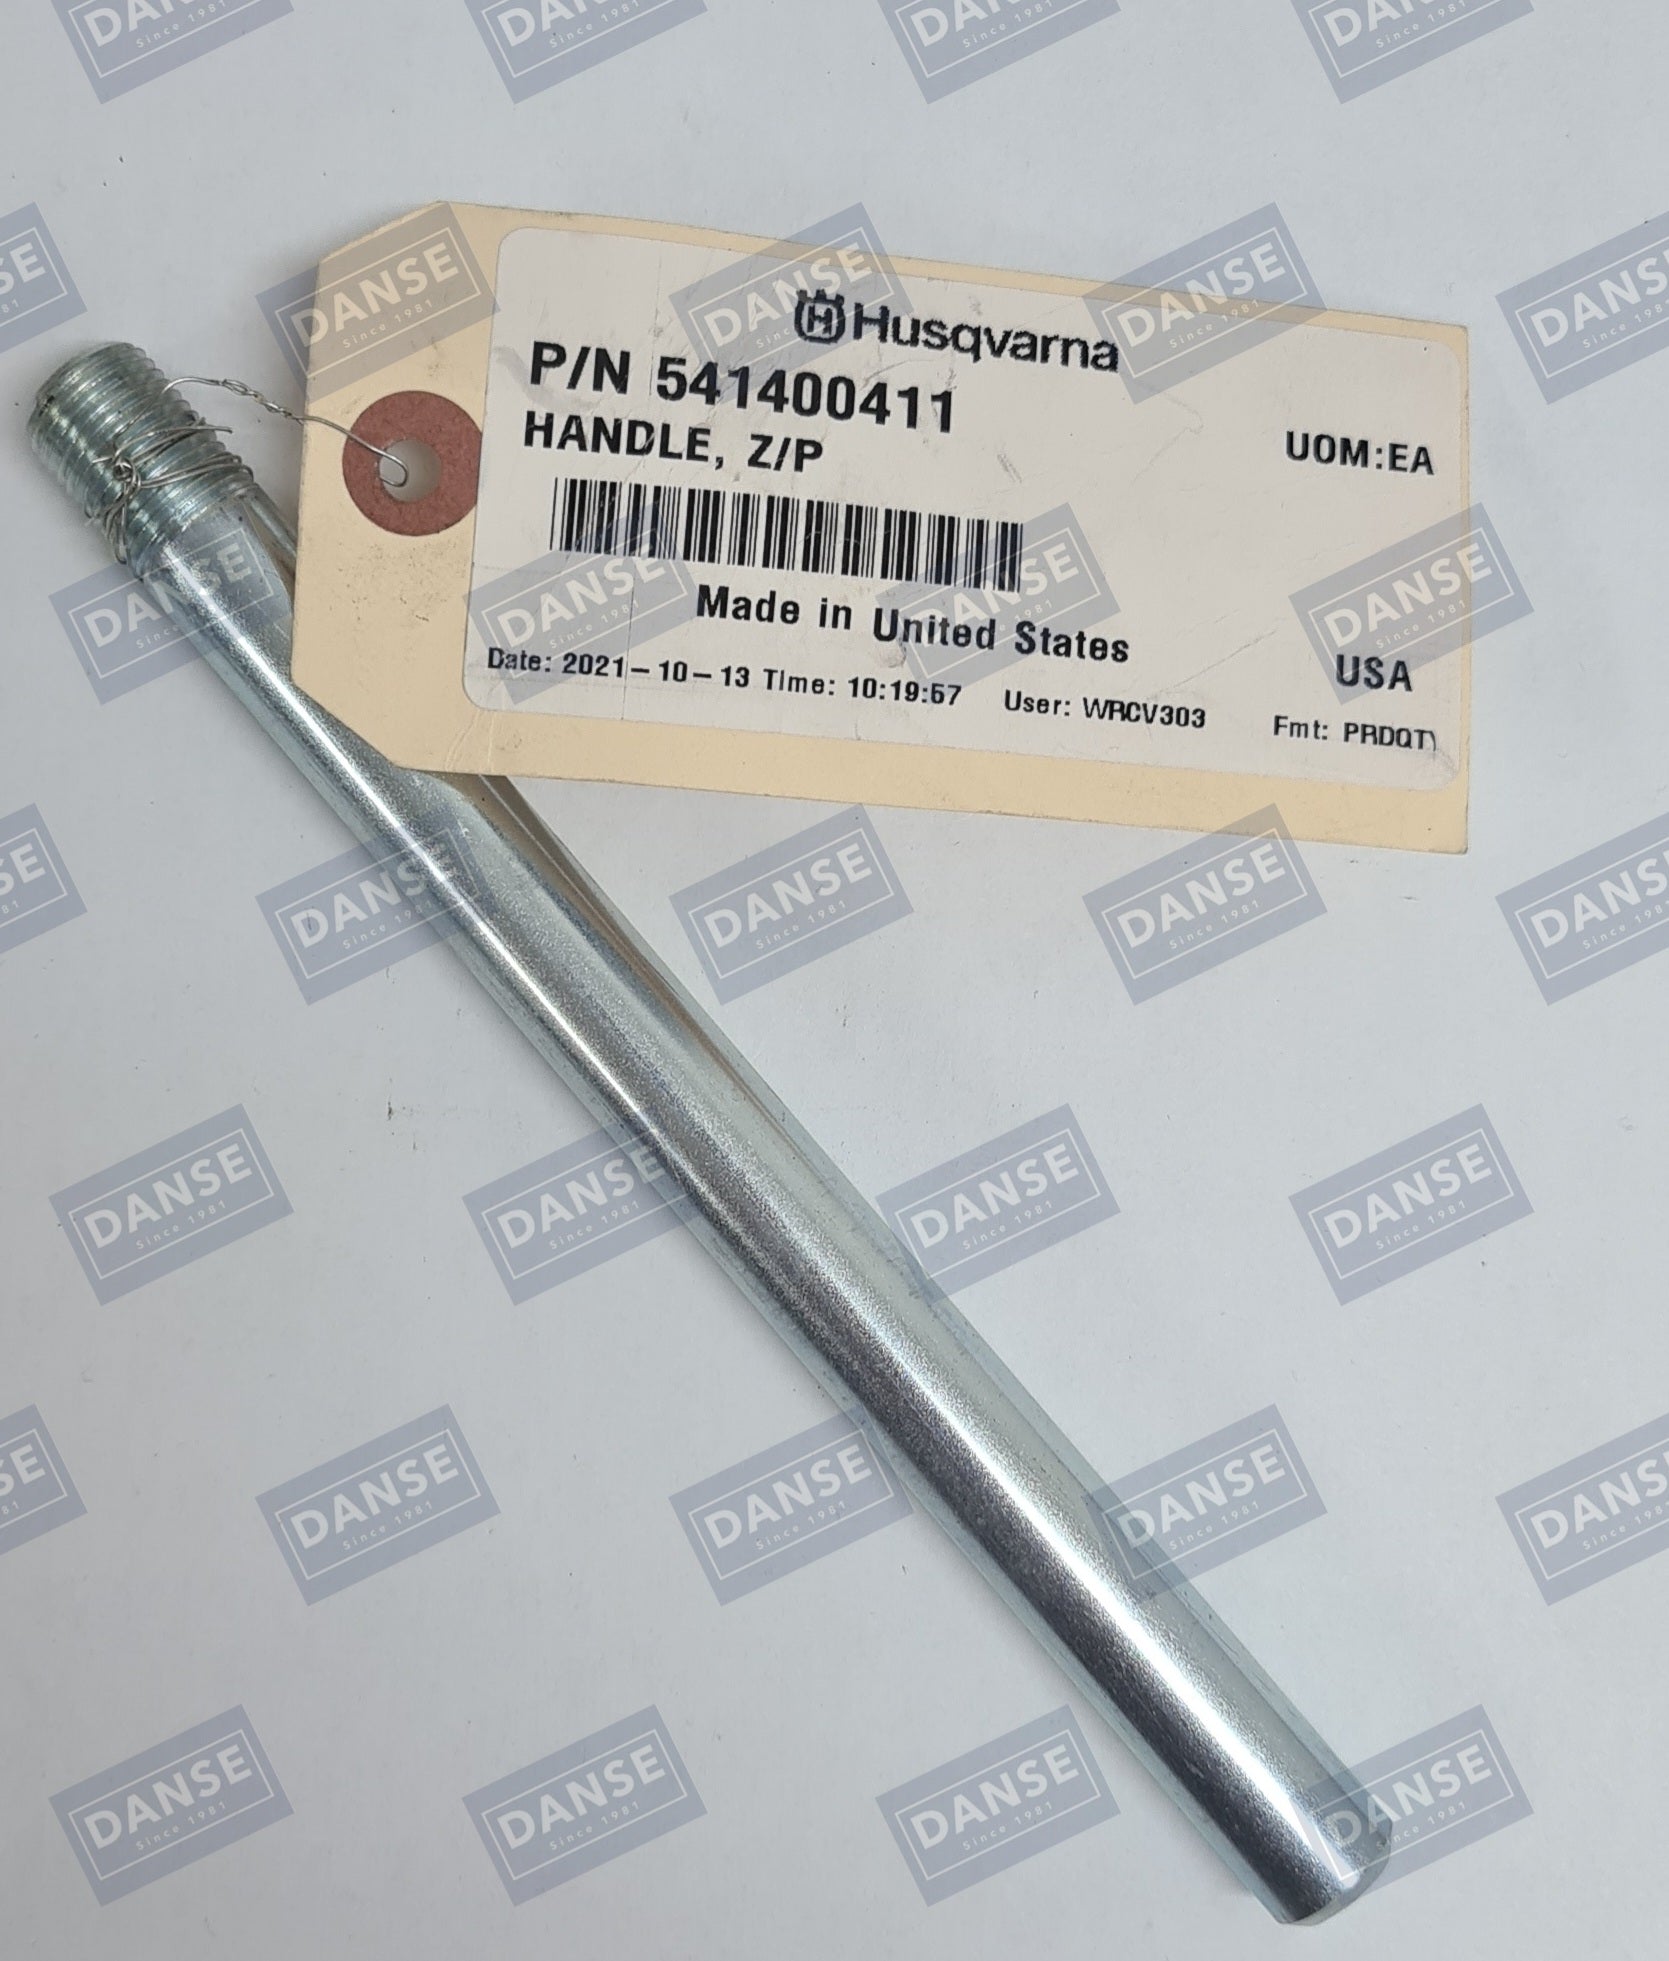 Husqvarna
P/N 541400411
HANDLE, Z/P
UOM:EA
Made in United States
USA
Date: 2021-10-13 Time: 10:19:57 User: WRCV303 Fmt: PRDQT
DANSE
Since 1981